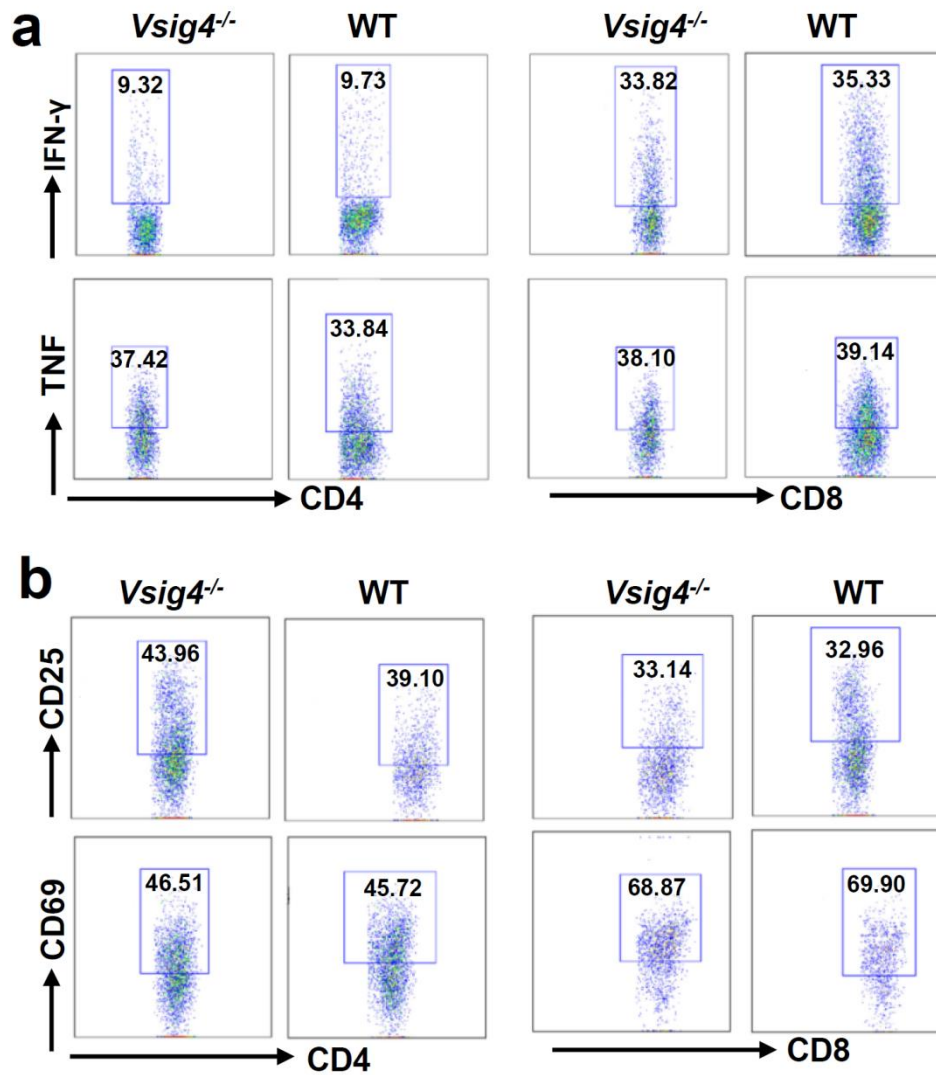 a
Vsig4-/- WT Vsig4-/- WT
IFN-γ
9.32 9.73 33.82 35.33
TNF
37.42 33.84 38.10 39.14
CD4 CD8
b
Vsig4-/- WT Vsig4-/- WT
CD25
43.96 39.10 33.14 32.96
CD69
46.51 45.72 68.87 69.90
CD4 CD8